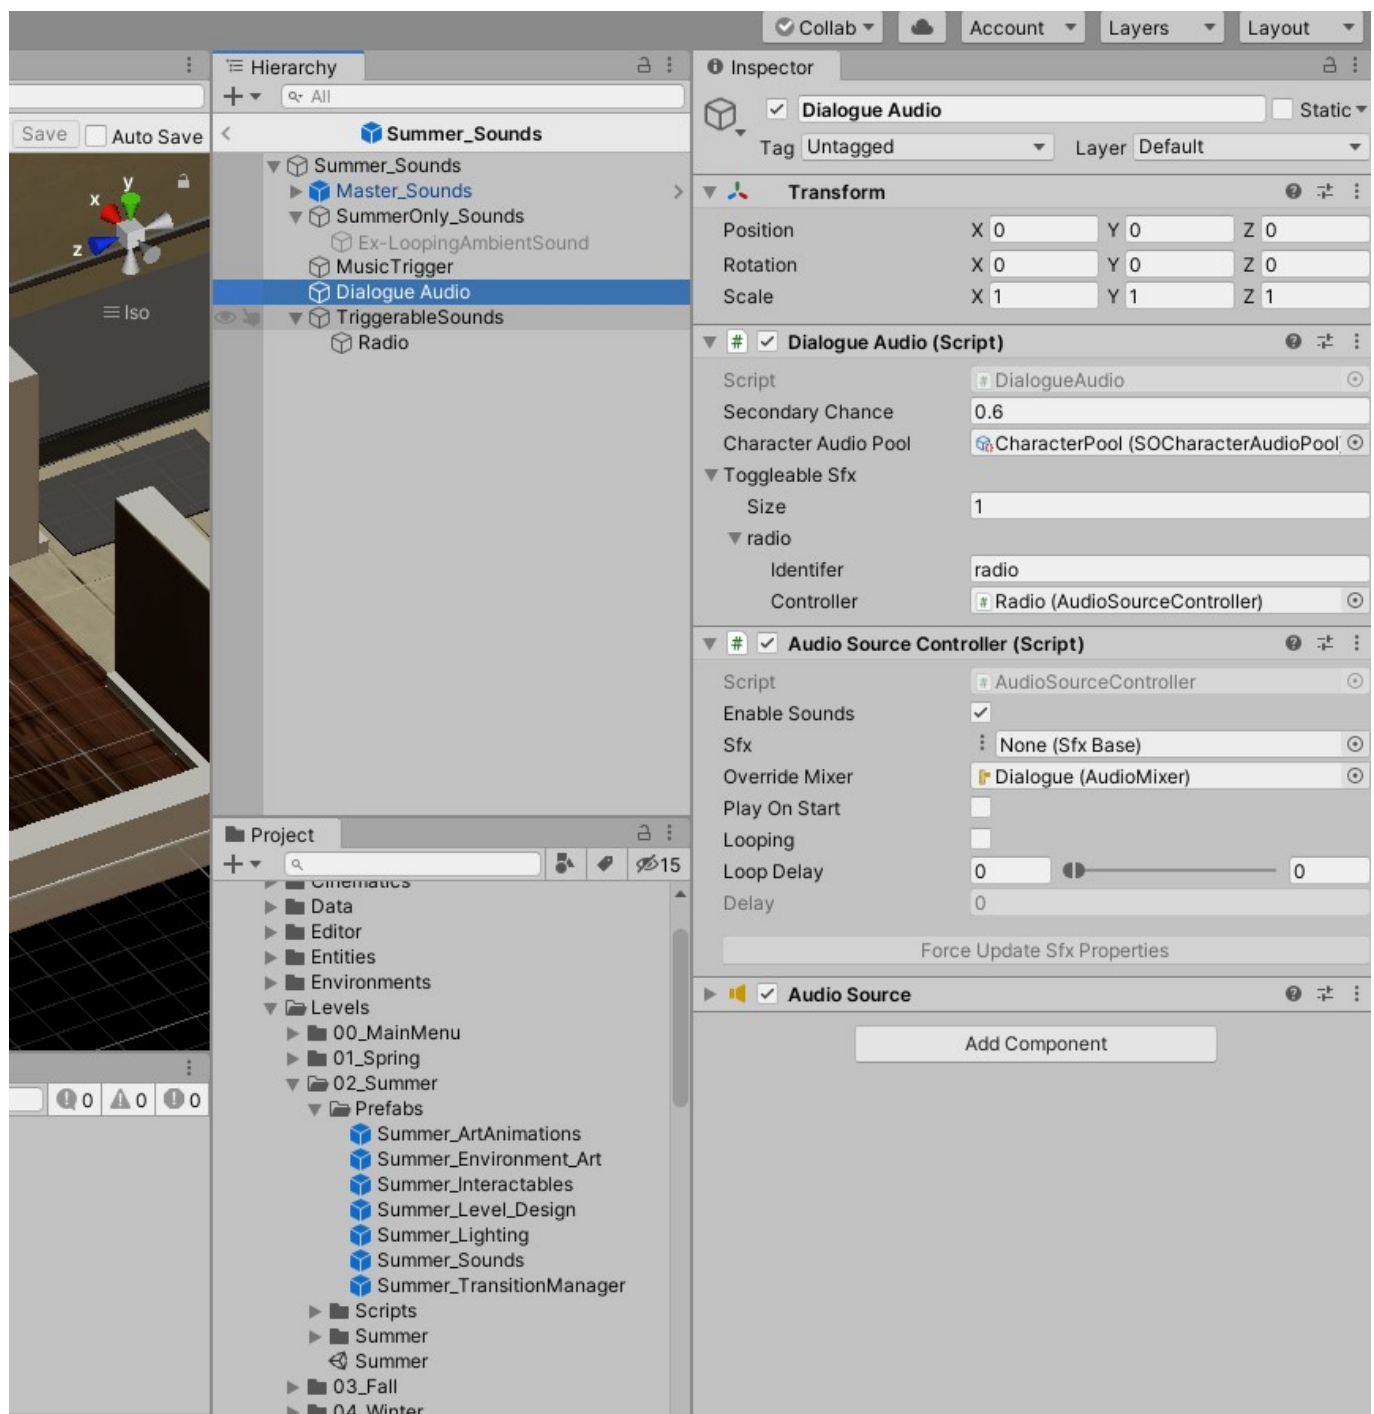 Collab
Account
Layers
Layout
Hierarchy
All
Save
Auto Save
Summer_Sounds
y
x
z
Iso
Summer_Sounds
Master_Sounds
SummerOnly_Sounds
Ex-LoopingAmbientSound
MusicTrigger
Dialogue Audio
TriggerableSounds
Radio
Project
15
Cinematics
Data
Editor
Entities
Environments
Levels
00_MainMenu
01_Spring
02_Summer
0 0 0
Prefabs
Summer_ArtAnimations
Summer_Environment_Art
Summer_Interactables
Summer_Level_Design
Summer_Lighting
Summer_Sounds
Summer_TransitionManager
Scripts
Summer
Summer
03_Fall
04_Winter
Inspector
Dialogue Audio
Static
Tag Untagged Layer Default
Transform
Position X 0 Y 0 Z 0
Rotation X 0 Y 0 Z 0
Scale X 1 Y 1 Z 1
# Dialogue Audio (Script)
Script # DialogueAudio
Secondary Chance 0.6
Character Audio Pool CharacterPool (SOCharacterAudioPool)
Toggleable Sfx
Size 1
radio
Identifer radio
Controller # Radio (AudioSourceController)
# Audio Source Controller (Script)
Script # AudioSourceController
Enable Sounds
Sfx None (Sfx Base)
Override Mixer Dialogue (AudioMixer)
Play On Start
Looping
Loop Delay 0 0
Delay 0
Force Update Sfx Properties
Audio Source
Add Component